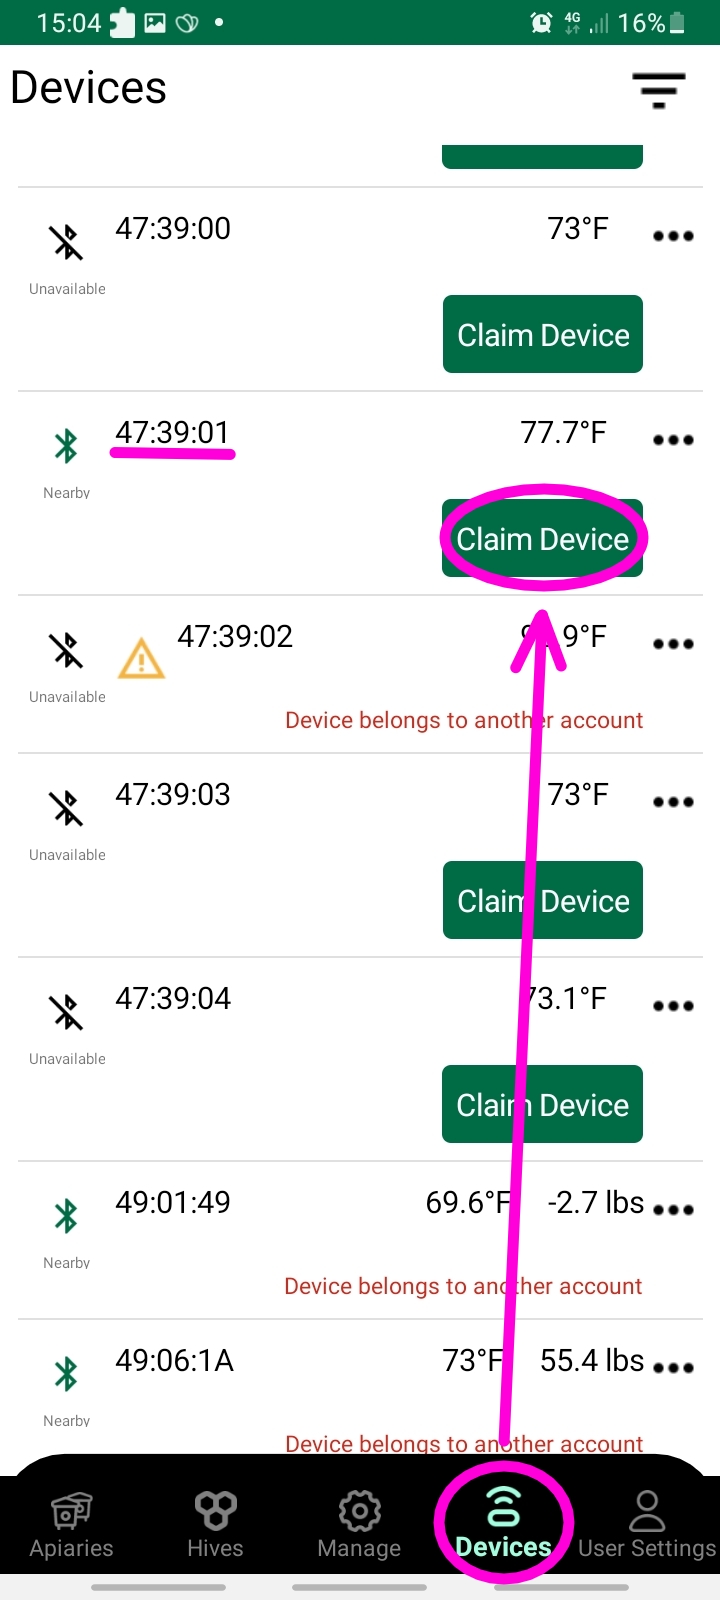 15:04 4G 16%
Devices
47:39:00 73°F
Unavailable
Claim Device
47:39:01 77.7°F
Nearby
Claim Device
47:39:02
Unavailable
Device belongs to another account
47:39:03 73°F
Unavailable
Claim Device
47:39:04 73.1°F
Unavailable
Claim Device
49:01:49 69.6°F -2.7 lbs
Nearby
Device belongs to another account
49:06:1A 73°F 55.4 lbs
Nearby
Device belongs to another account
Apiaries Hives Manage Devices User Settings